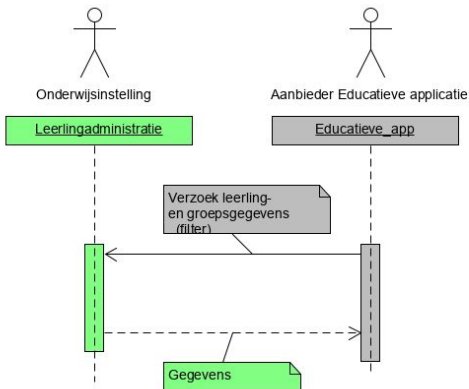 Onderwijsinstelling
Aanbieder Educatieve applicatie
Leerlingadministratie
Educatieve_app
Verzoek leerling-
en groepsgegevens
(filter)
Gegevens